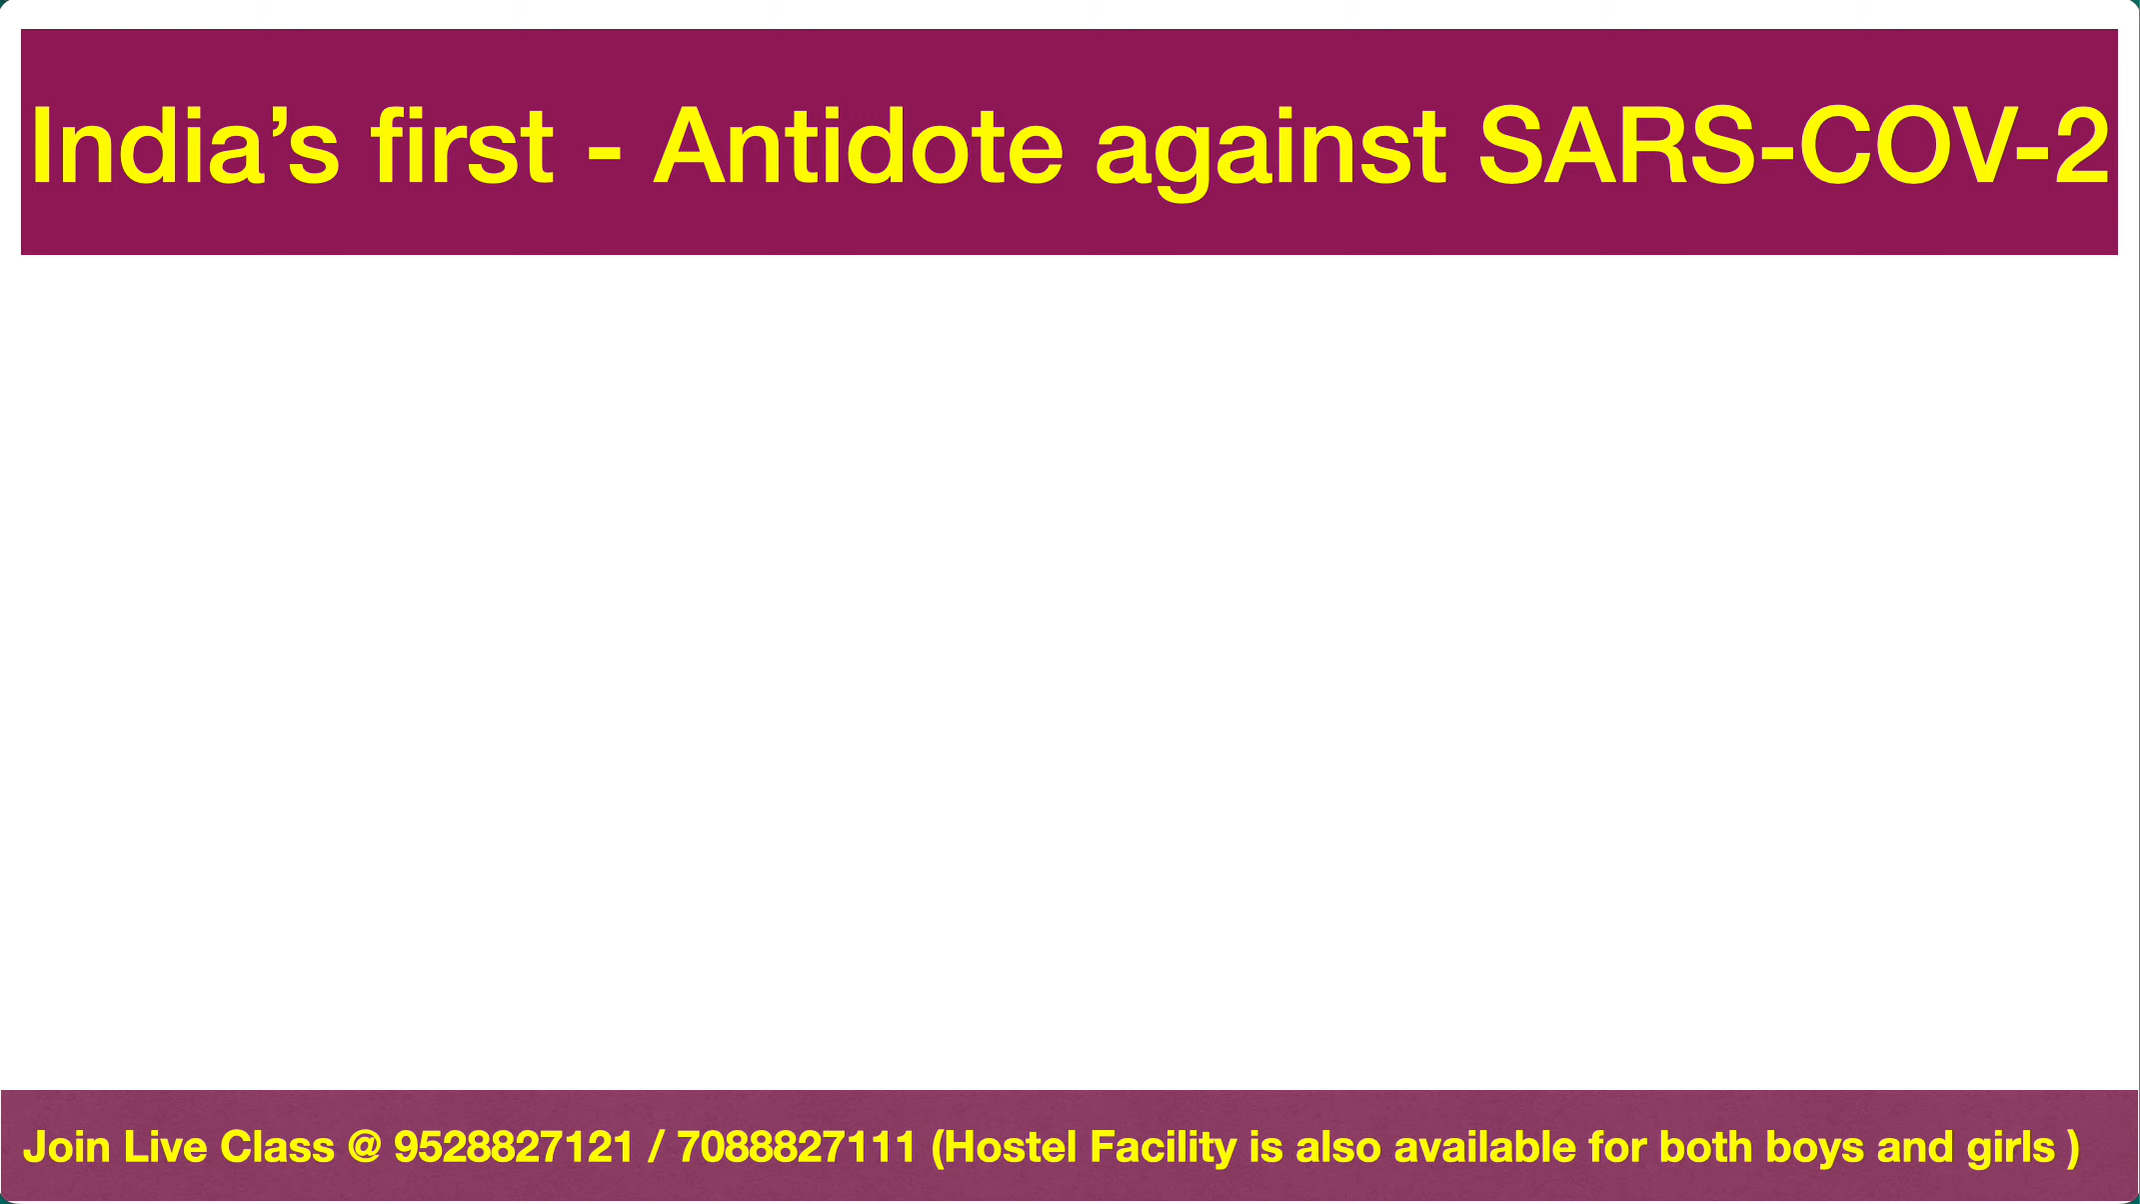 India’s first - Antidote against SARS-COV-2
Join Live Class @ 9528827121 / 7088827111 (Hostel Facility is also available for both boys and girls )